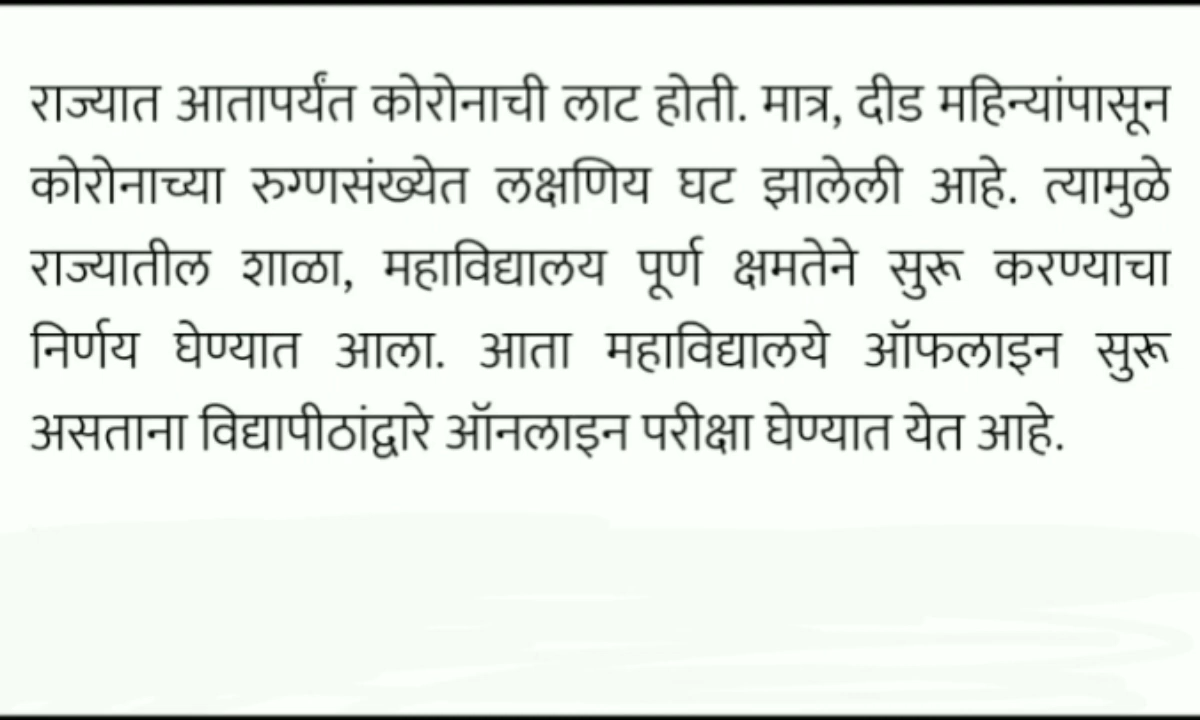 राज्यात आतापर्यंत कोरोनाची लाट होती. मात्र, दीड महिन्यांपासून
कोरोनाच्या रुग्णसंख्येत लक्षणिय घट झालेली आहे. त्यामुळे
राज्यातील शाळा, महाविद्यालय पूर्ण क्षमतेने सुरू करण्याचा
निर्णय घेण्यात आला. आता महाविद्यालये ऑफलाइन सुरू
असताना विद्यापीठांद्वारे ऑनलाइन परीक्षा घेण्यात येत आहे.